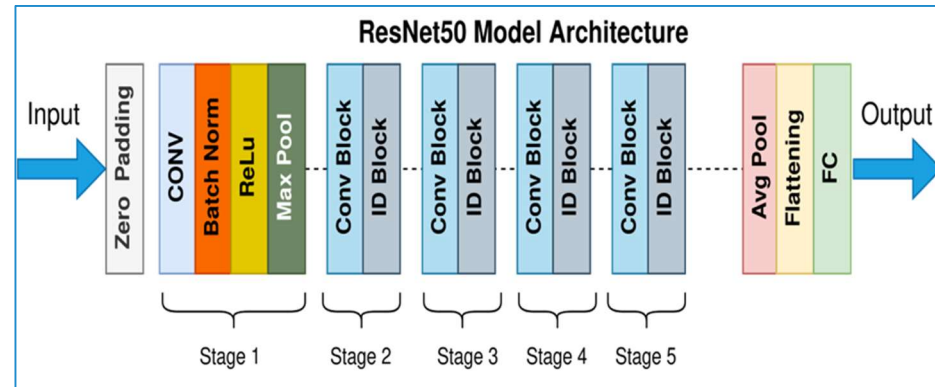 ResNet50 Model Architecture
Input
Zero Padding
CONV
Batch Norm
ReLu
Max Pool
Conv Block
ID Block
Conv Block
ID Block
Conv Block
ID Block
Conv Block
ID Block
Avg Pool
Flattening
FC
Output
Stage 1
Stage 2
Stage 3
Stage 4
Stage 5